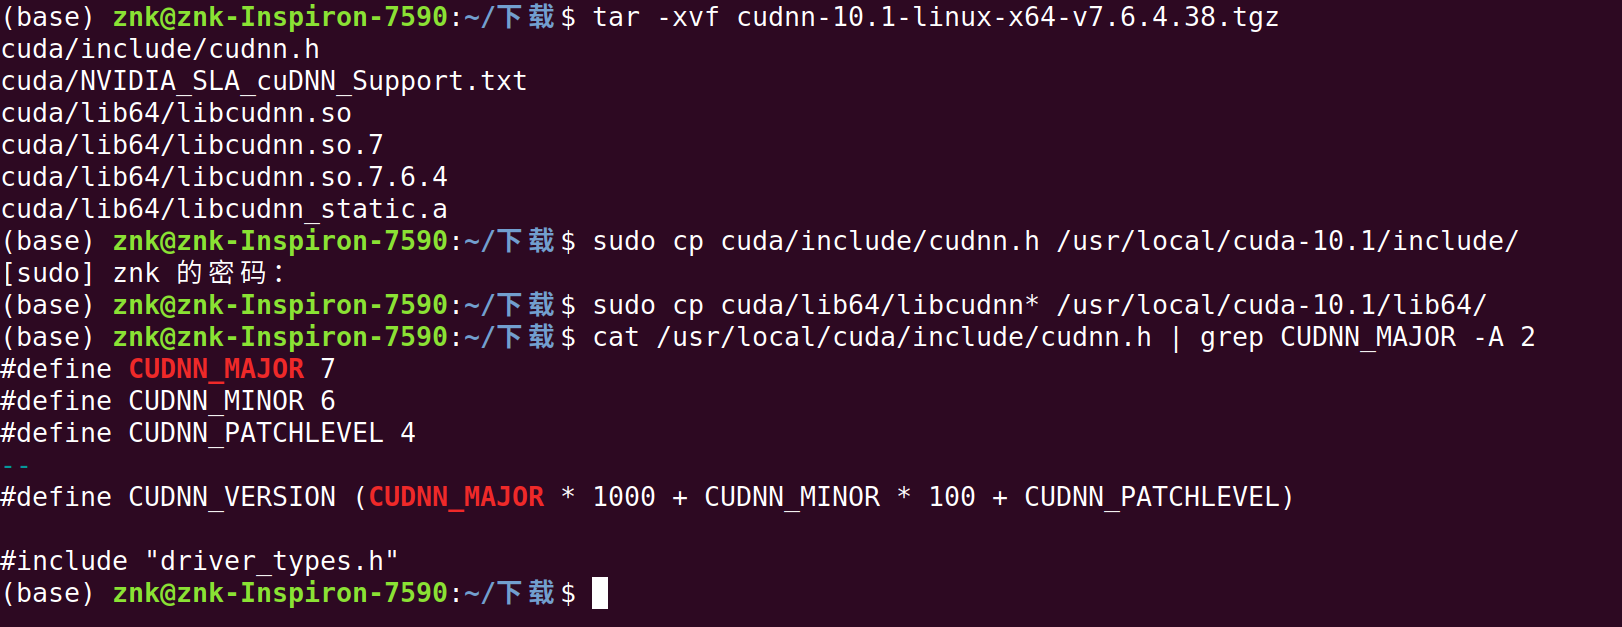 (base) znk@znk-Inspiron-7590:~/下载$ tar -xvf cudnn-10.1-linux-x64-v7.6.4.38.tgz
cuda/include/cudnn.h
cuda/NVIDIA_SLA_cuDNN_Support.txt
cuda/lib64/libcudnn.so
cuda/lib64/libcudnn.so.7
cuda/lib64/libcudnn.so.7.6.4
cuda/lib64/libcudnn_static.a
(base) znk@znk-Inspiron-7590:~/下载$ sudo cp cuda/include/cudnn.h /usr/local/cuda-10.1/include/
[sudo] znk 的密码：
(base) znk@znk-Inspiron-7590:~/下载$ sudo cp cuda/lib64/libcudnn* /usr/local/cuda-10.1/lib64/
(base) znk@znk-Inspiron-7590:~/下载$ cat /usr/local/cuda/include/cudnn.h | grep CUDNN_MAJOR -A 2
#define CUDNN_MAJOR 7
#define CUDNN_MINOR 6
#define CUDNN_PATCHLEVEL 4
--
#define CUDNN_VERSION (CUDNN_MAJOR * 1000 + CUDNN_MINOR * 100 + CUDNN_PATCHLEVEL)
#include "driver_types.h"
(base) znk@znk-Inspiron-7590:~/下载$